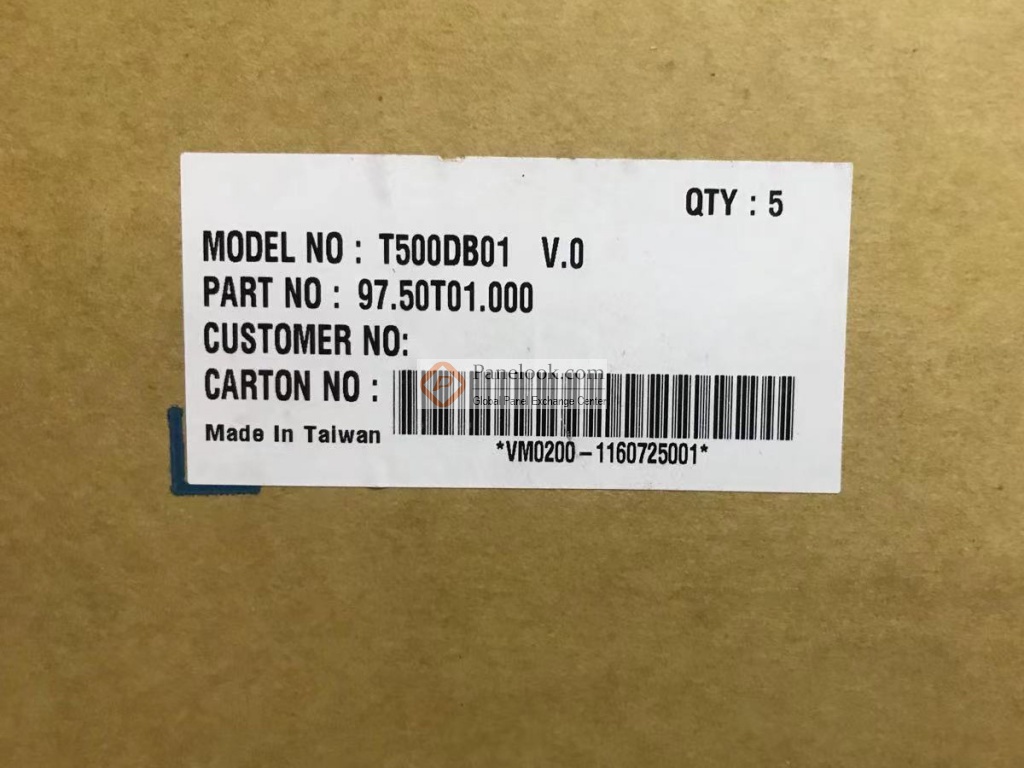 QTY : 5
MODEL NO : T500DB01 V.0
PART NO : 97.50T01.000
CUSTOMER NO:
CARTON NO :
Panelook.com
Global Panel Exchange Center
Made In Taiwan
*VM0200-1160725001*